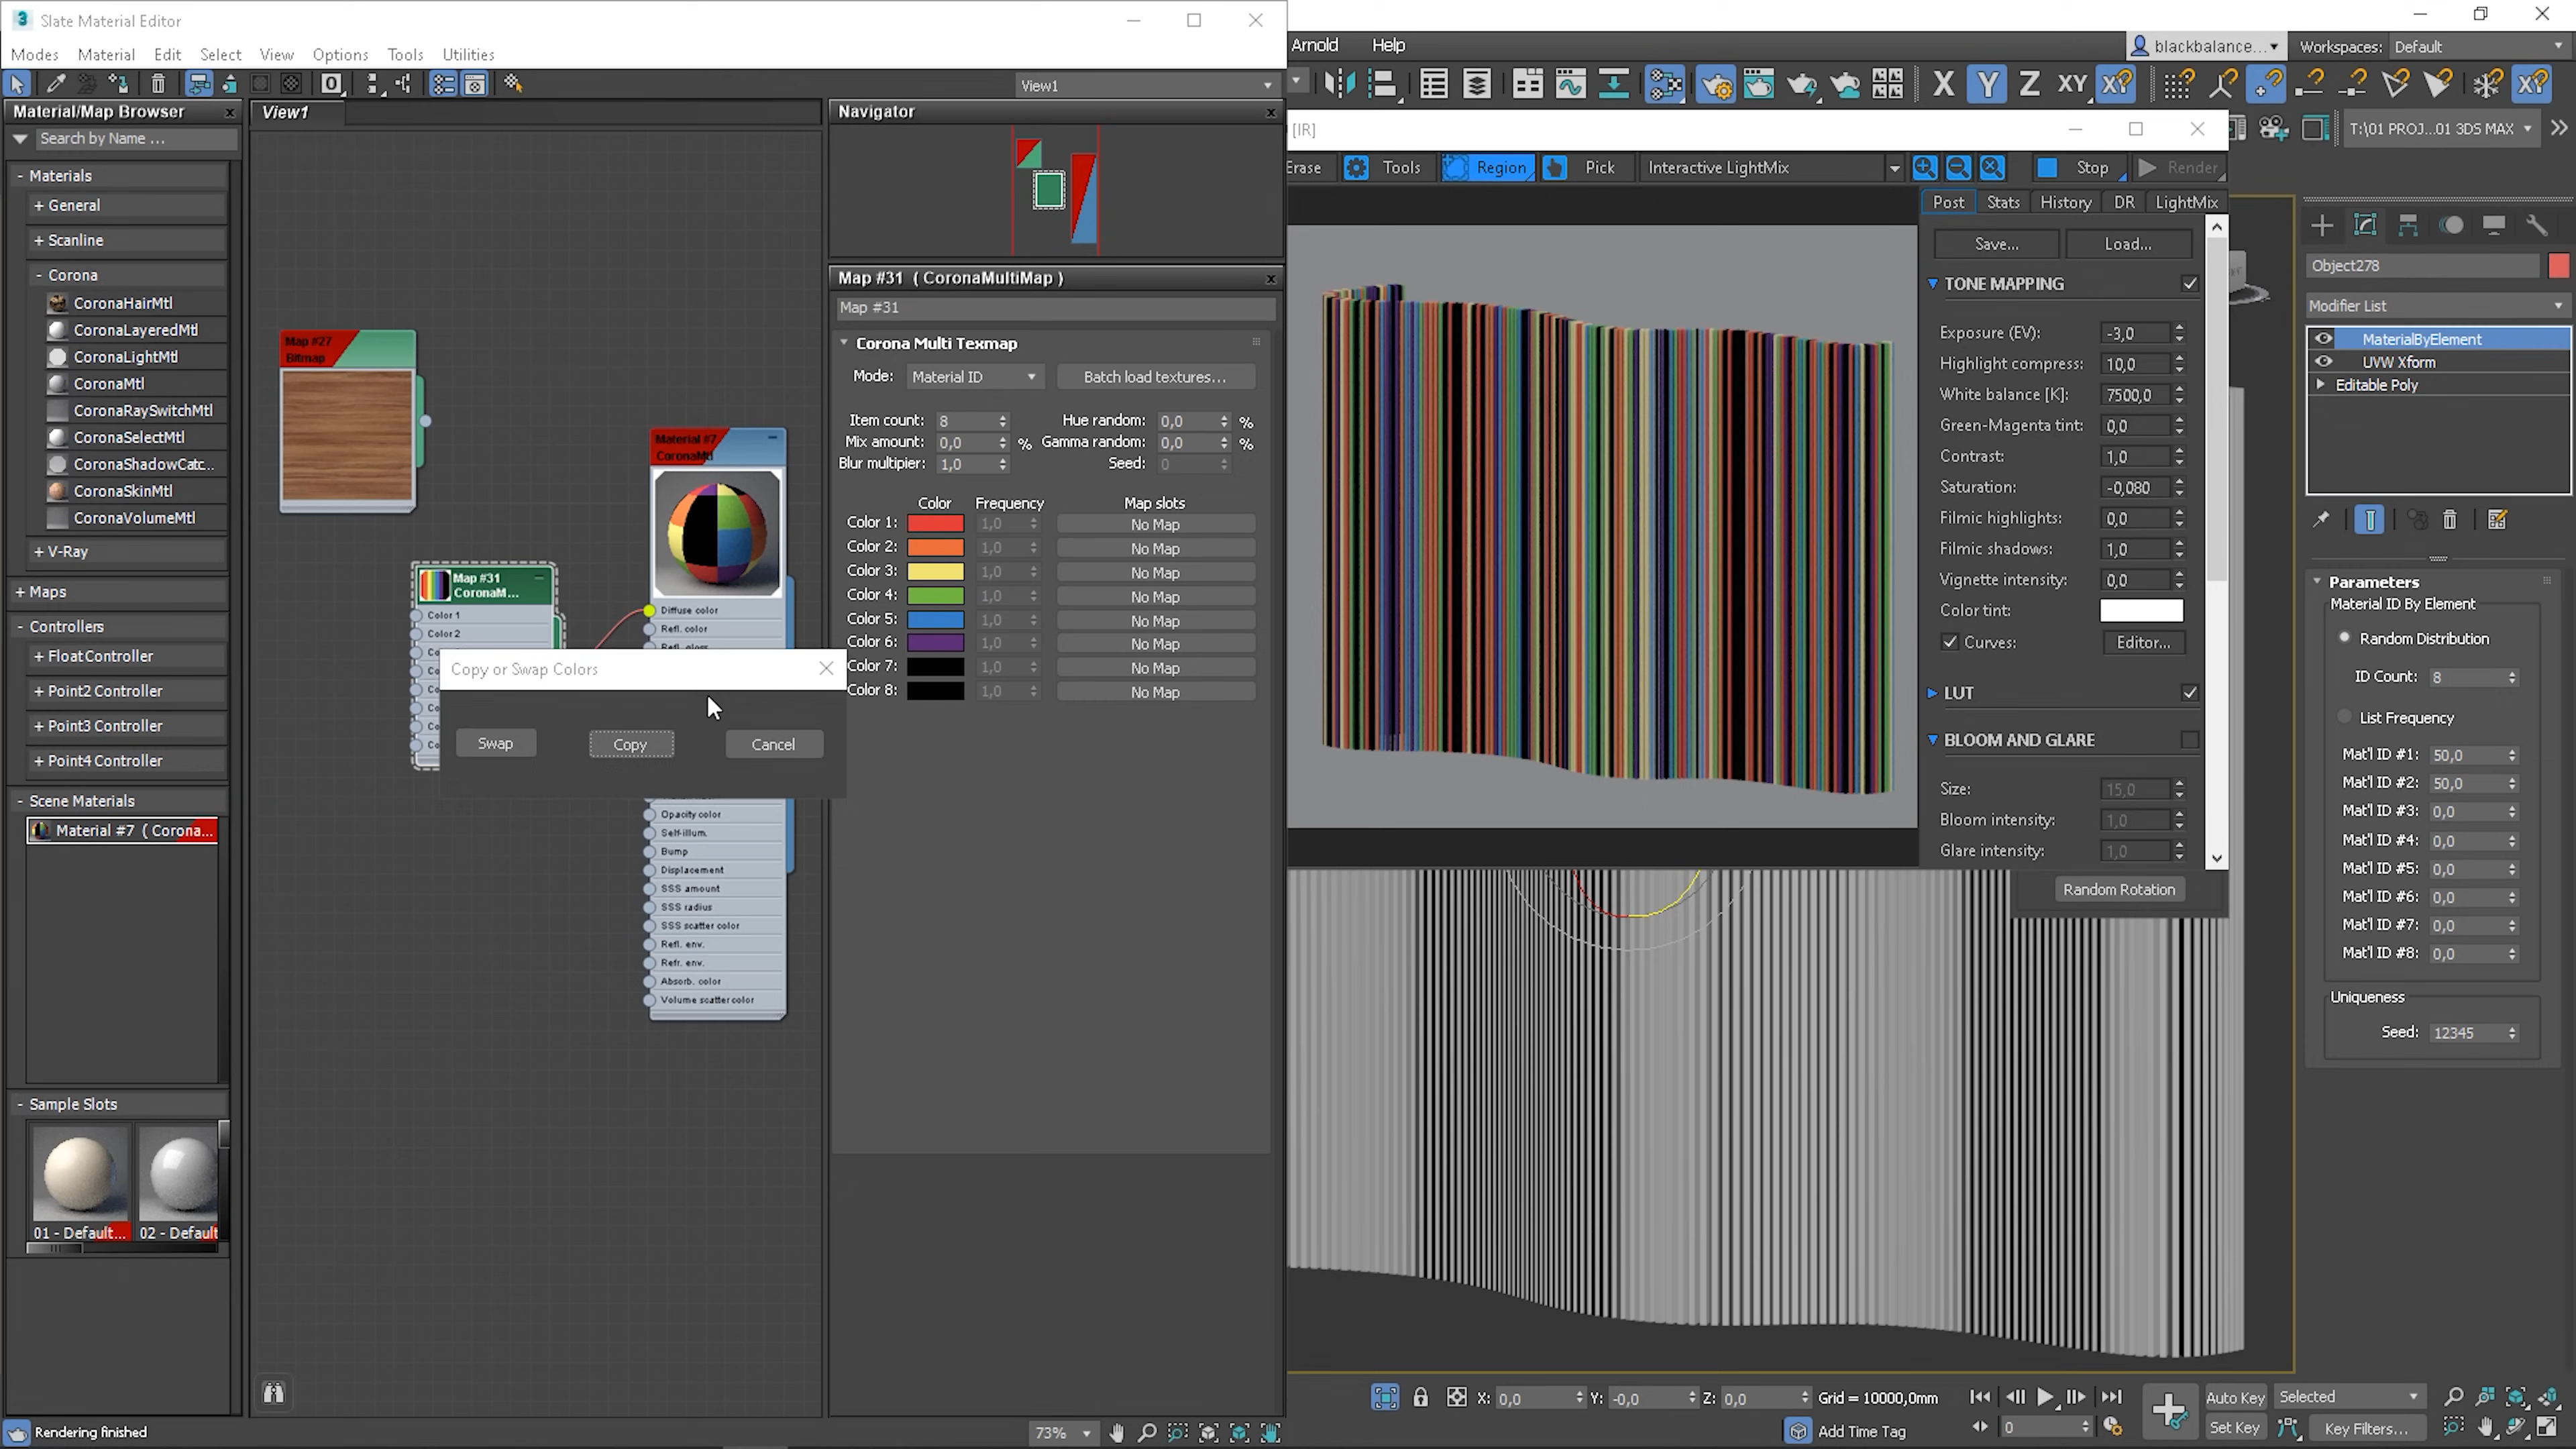 Slate Material Editor
Modes Material Edit Select View Options Tools Utilities
View1
Material/Map Browser
Search by Name ...
- Materials
+ General
+ Scanline
- Corona
CoronaHairMtl
CoronaLayeredMtl
CoronaLightMtl
CoronaMtl
CoronaRaySwitchMtl
CoronaSelectMtl
CoronaShadowCatc...
CoronaSkinMtl
CoronaVolumeMtl
+ V-Ray
+ Maps
- Controllers
+ FloatController
+ Point2 Controller
+ Point3 Controller
+ Point4 Controller
- Scene Materials
Material #7 ( Corona...
- Sample Slots
01 - Default...
02 - Default
Rendering finished
View1
Map #27
Bitmap
Map #31
CoronaM...
Color 1
Color 2
Co
Co
Co
Material #7
CoronaMtl
Diffuse color
Refl. color
Refl. gloss
Opacity color
Self-illum.
Bump
Displacement
SSS amount
SSS radius
SSS scatter color
Refl. env.
Refr. env.
Absorb. color
Volume scatter color
Copy or Swap Colors
Swap Copy Cancel
Navigator
Map #31 ( CoronaMultiMap )
Map #31
Corona Multi Texmap
Mode: Material ID Batch load textures...
Item count: 8 Hue random: 0,0 %
Mix amount: 0,0 % Gamma random: 0,0 %
Blur multipier: 1,0 Seed: 0
Color Frequency Map slots
Color 1: 1,0 No Map
Color 2: 1,0 No Map
Color 3: 1,0 No Map
Color 4: 1,0 No Map
Color 5: 1,0 No Map
Color 6: 1,0 No Map
Color 7: 1,0 No Map
Color 8: 1,0 No Map
73%
Arnold Help
blackbalance... Workspaces: Default
X Y Z XY XY XY
T:\01 PROJ...01 3DS MAX
[IR]
Erase Tools Region Pick Interactive LightMix Stop Render
Post Stats History DR LightMix
Save... Load...
TONE MAPPING
Exposure (EV): -3,0
Highlight compress: 10,0
White balance [K]: 7500,0
Green-Magenta tint: 0,0
Contrast: 1,0
Saturation: -0,080
Filmic highlights: 0,0
Filmic shadows: 1,0
Vignette intensity: 0,0
Color tint:
Curves: Editor...
LUT
BLOOM AND GLARE
Size: 15,0
Bloom intensity: 1,0
Glare intensity: 1,0
Random Rotation
Object278
Modifier List
MaterialByElement
UVW Xform
Editable Poly
Parameters
Material ID By Element
Random Distribution
ID Count: 8
List Frequency
Mat'l ID #1: 50,0
Mat'l ID #2: 50,0
Mat'l ID #3: 0,0
Mat'l ID #4: 0,0
Mat'l ID #5: 0,0
Mat'l ID #6: 0,0
Mat'l ID #7: 0,0
Mat'l ID #8: 0,0
Uniqueness
Seed: 12345
X: 0,0 Y: -0,0 Z: 0,0 Grid = 10000,0mm
Add Time Tag
0
Auto Key Selected
Set Key Key Filters...